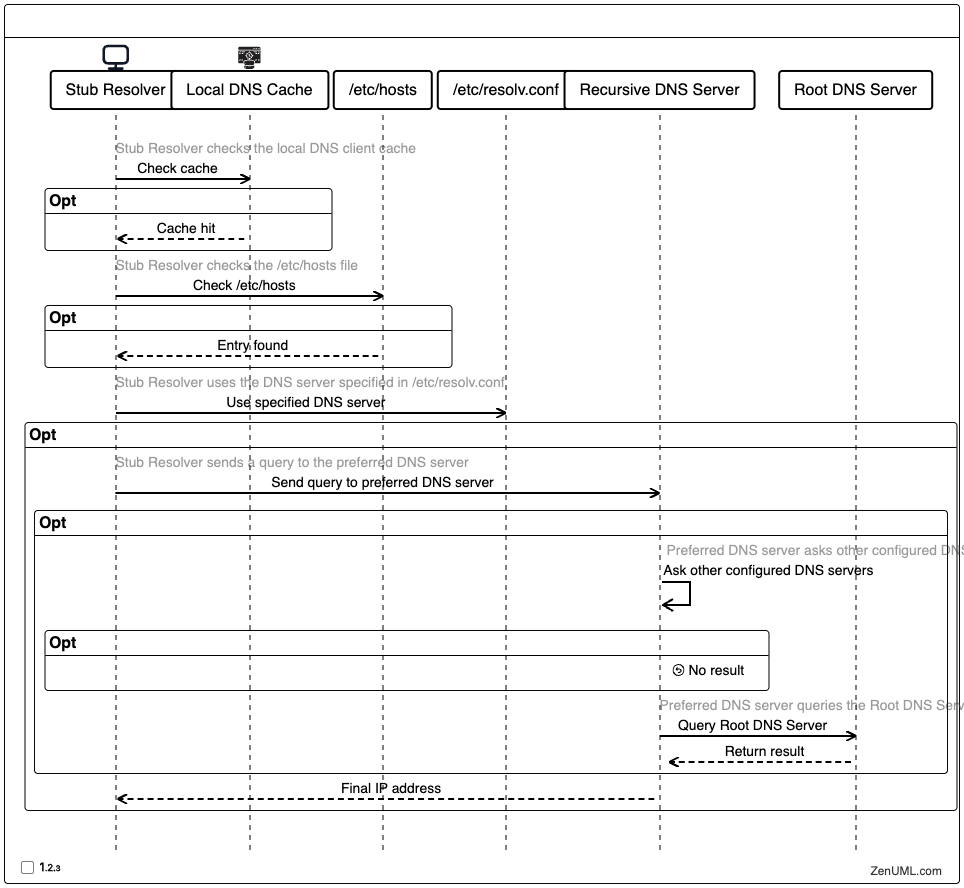 Stub Resolver
Local DNS Cache
/etc/hosts
/etc/resolv.conf
Recursive DNS Server
Root DNS Server
Stub Resolver checks the local DNS client cache
Check cache
Opt
Cache hit
Stub Resolver checks the /etc/hosts file
Check /etc/hosts
Opt
Entry found
Stub Resolver uses the DNS server specified in /etc/resolv.conf
Use specified DNS server
Opt
Stub Resolver sends a query to the preferred DNS server
Send query to preferred DNS server
Opt
Preferred DNS server asks other configured DNS
Ask other configured DNS servers
Opt
No result
Preferred DNS server queries the Root DNS Serv
Query Root DNS Server
Return result
Final IP address
1.2.3
ZenUML.com